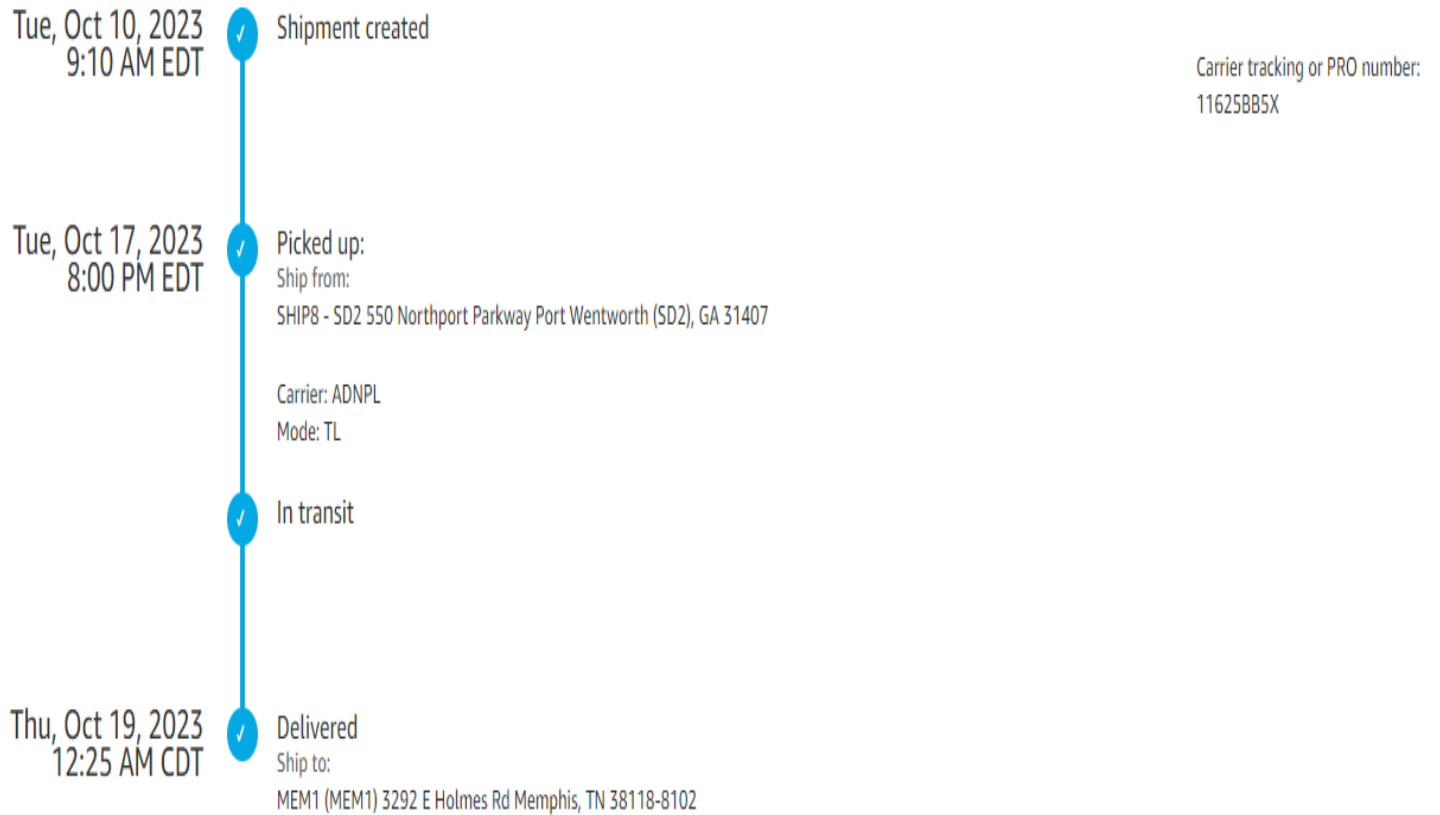 Tue, Oct 10, 2023
9:10 AM EDT
Shipment created
Carrier tracking or PRO number:
11625BB5X
Tue, Oct 17, 2023
8:00 PM EDT
Picked up:
Ship from:
SHIP8 - SD2 550 Northport Parkway Port Wentworth (SD2), GA 31407
Carrier: ADNPL
Mode: TL
In transit
Thu, Oct 19, 2023
12:25 AM CDT
Delivered
Ship to:
MEM1 (MEM1) 3292 E Holmes Rd Memphis, TN 38118-8102